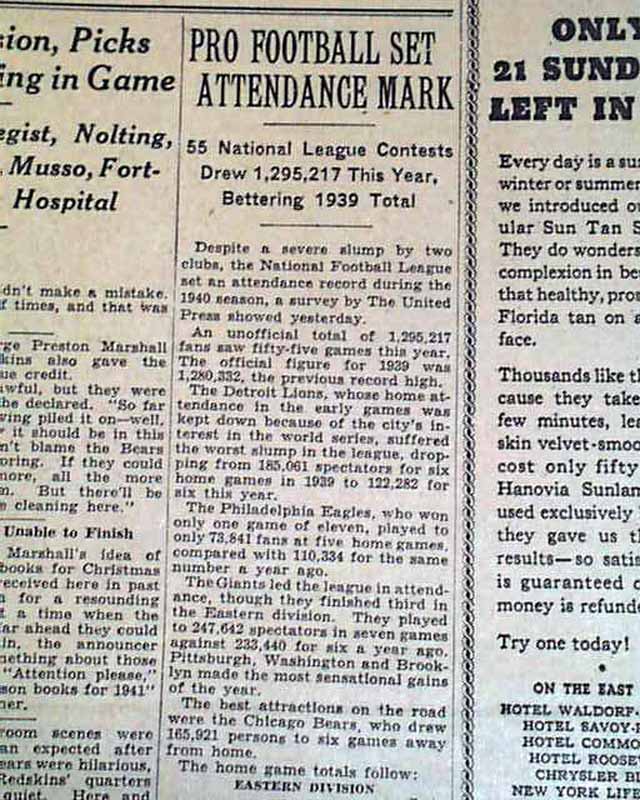 sion, Picks
ing in Game
egist, Nolting,
Musso, Fort-
Hospital
dn't make a mistake.
f times, and that was
rge Preston Marshall
kins also gave the
ue credit.
awful, but they were
he declared. "So far
ving piled it on—well,
it should be in this
n't blame the Bears
oring. If they could
more, all the more
m. But there'll be
e cleaning here."
Unable to Finish
Marshall's idea of
books for Christmas
received here in past
n for a resounding
t a time when the
far ahead they could
in, the announcer
mething about those
"Attention please,"
son books for 1941"
ner.
room scenes were
an expected after
ears were hilarious,
Redskins' quarters
quiet. Here and
PRO FOOTBALL SET
ATTENDANCE MARK
55 National League Contests
Drew 1,295,217 This Year,
Bettering 1939 Total
Despite a severe slump by two
clubs, the National Football League
set an attendance record during the
1940 season, a survey by The United
Press showed yesterday.
An unofficial total of 1,295,217
fans saw fifty-five games this year.
The official figure for 1939 was
1,280,332, the previous record high.
The Detroit Lions, whose home at-
tendance in the early games was
kept down because of the city's in-
terest in the world series, suffered
the worst slump in the league, drop-
ping from 185,061 spectators for six
home games in 1939 to 122,282 for
six this year.
The Philadelphia Eagles, who won
only one game of eleven, played to
only 73,841 fans at five home games,
compared with 110,334 for the same
number a year ago.
The Giants led the league in attend-
ance, though they finished third in
the Eastern division. They played
to 247,642 spectators in seven games
against 233,440 for six a year ago.
Pittsburgh, Washington and Brook-
lyn made the most sensational gains
of the year.
The best attractions on the road
were the Chicago Bears, who drew
165,921 persons to six games away
from home.
The home game totals follow:
EASTERN DIVISION
ONLY
21 SUND
LEFT IN
Every day is a su
winter or summer
we introduced o
ular Sun Tan S
They do wonders
complexion in be
that healthy, pro
Florida tan on a
face.
Thousands like t
cause they take
few minutes, lea
skin velvet-smoo
cost only fifty
Hanovia Sunlam
used exclusively
they gave us t
results—so satis
is guaranteed o
money is refund
Try one today!
ON THE EAST
HOTEL WALDORF-
HOTEL SAVOY-
HOTEL COMMO
HOTEL ROOSE
CHRYSLER B
NEW YORK LIFE